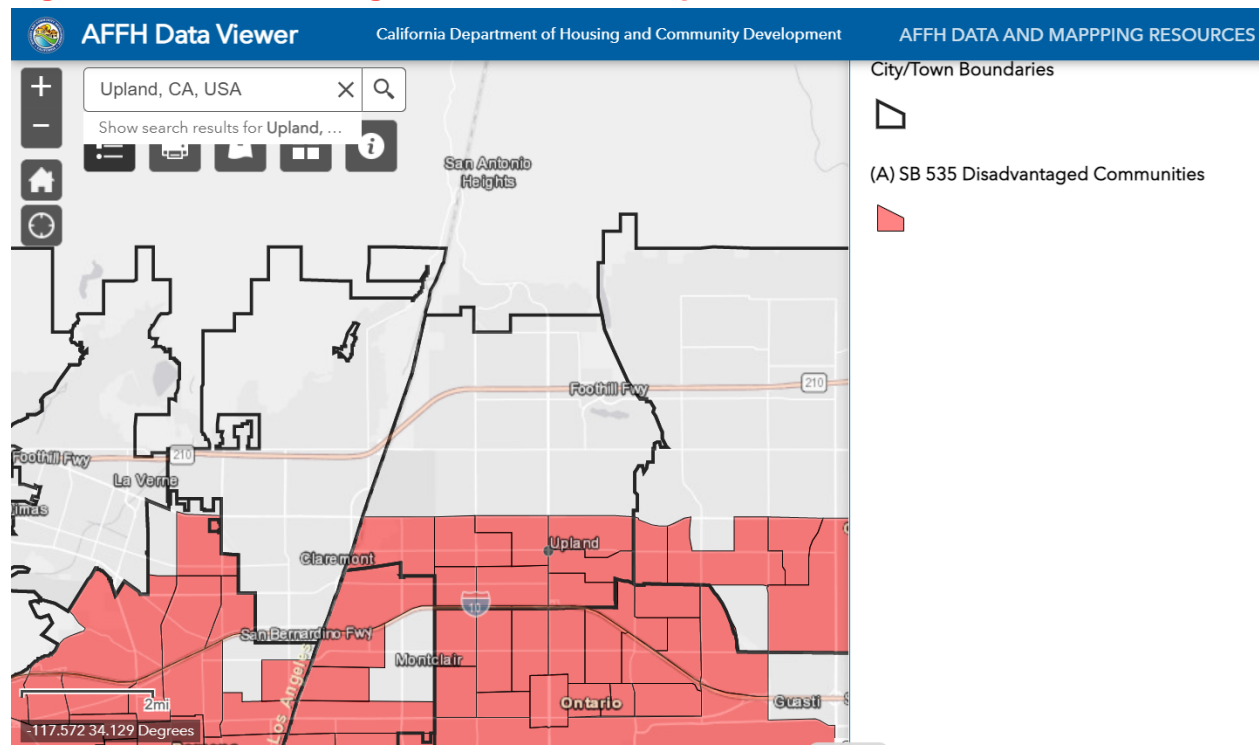 AFFH Data Viewer
California Department of Housing and Community Development
AFFH DATA AND MAPPPING RESOURCES
Upland, CA, USA
Show search results for Upland, ...
City/Town Boundaries
(A) SB 535 Disadvantaged Communities
San Antonio
Heights
Foothill Fwy
210
Foothill Fwy
210
La Verne
Upland
Claremont
10
San Bernardino Fwy
Montclair
Los Angeles
Ontario
Guasti
2mi
-117.572 34.129 Degrees